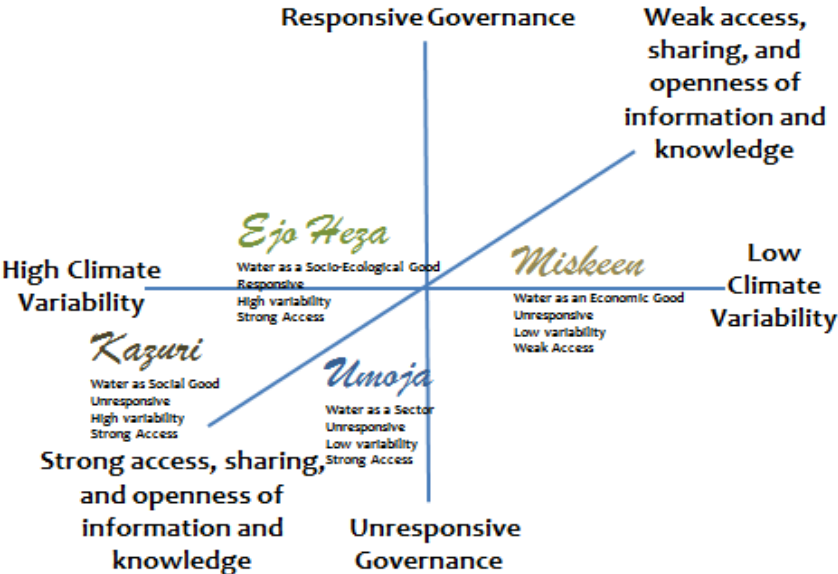 Responsive Governance
Weak access,
sharing, and
openness of
information and
knowledge
Ejo Heza
Water as a Socio-Ecological Good
Responsive
High variability
Strong Access
Miskeen
Water as an Economic Good
Unresponsive
Low variability
Weak Access
High Climate
Variability
Low
Climate
Variability
Kazuri
Water as Social Good
Unresponsive
High variability
Strong Access
Umoja
Water as a Sector
Unresponsive
Low variability
Strong Access
Strong access, sharing,
and openness of
information and
knowledge
Unresponsive
Governance